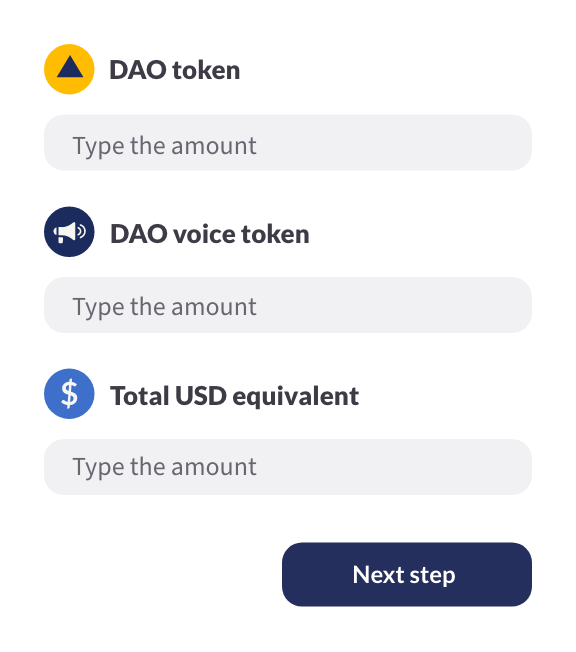 DAO token
Type the amount
DAO voice token
Type the amount
$
Total USD equivalent
Type the amount
Next step